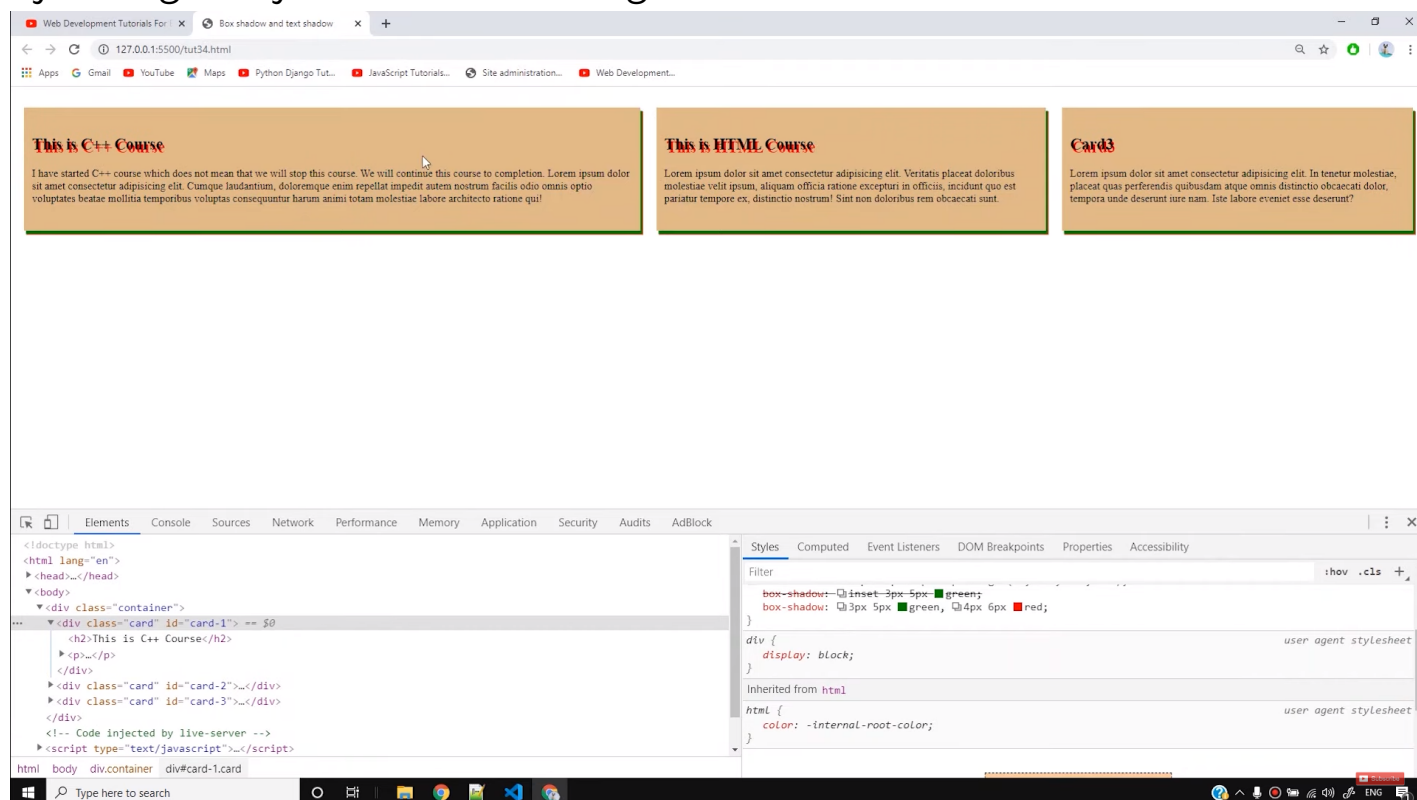 Web Development Tutorials For
Box shadow and text shadow
127.0.0.1:5500/tut34.html
Apps Gmail YouTube Maps Python Django Tut... JavaScript Tutorials... Site administration... Web Development...
This is C++ Course
I have started C++ course which does not mean that we will stop this course. We will continue this course to completion. Lorem ipsum dolor
sit amet consectetur adipisicing elit. Cumque laudantium, doloremque enim repellat impedit autem nostrum facilis odio omnis optio
voluptates beatae mollitia temporibus voluptas consequuntur harum animi totam molestiae labore architecto ratione qui!
This is HTML Course
Lorem ipsum dolor sit amet consectetur adipisicing elit. Veritatis placeat doloribus
molestiae velit ipsum, aliquam officia ratione excepturi in officiis, incidunt quo est
pariatur tempore ex, distinctio nostrum! Sint non doloribus rem obcaecati sunt.
Card3
Lorem ipsum dolor sit amet consectetur adipisicing elit. In tenetur molestiae,
placeat quas perferendis quibusdam atque omnis distinctio obcaecati dolor,
tempora unde deserunt iure nam. Iste labore eveniet esse deserunt?
Elements Console Sources Network Performance Memory Application Security Audits AdBlock
<!doctype html>
<html lang="en">
<head>…</head>
<body>
<div class="container">
<div class="card" id="card-1"> == $0
<h2>This is C++ Course</h2>
<p>…</p>
</div>
<div class="card" id="card-2">…</div>
<div class="card" id="card-3">…</div>
</div>
<!-- Code injected by live-server -->
<script type="text/javascript">…</script>
html body div.container div#card-1.card
Styles Computed Event Listeners DOM Breakpoints Properties Accessibility
Filter :hov .cls +
box-shadow: inset 3px 5px green;
box-shadow: 3px 5px green, 4px 6px red;
}
div { user agent stylesheet
display: block;
}
Inherited from html
html { user agent stylesheet
color: -internal-root-color;
}
Subscribe
Type here to search
ENG